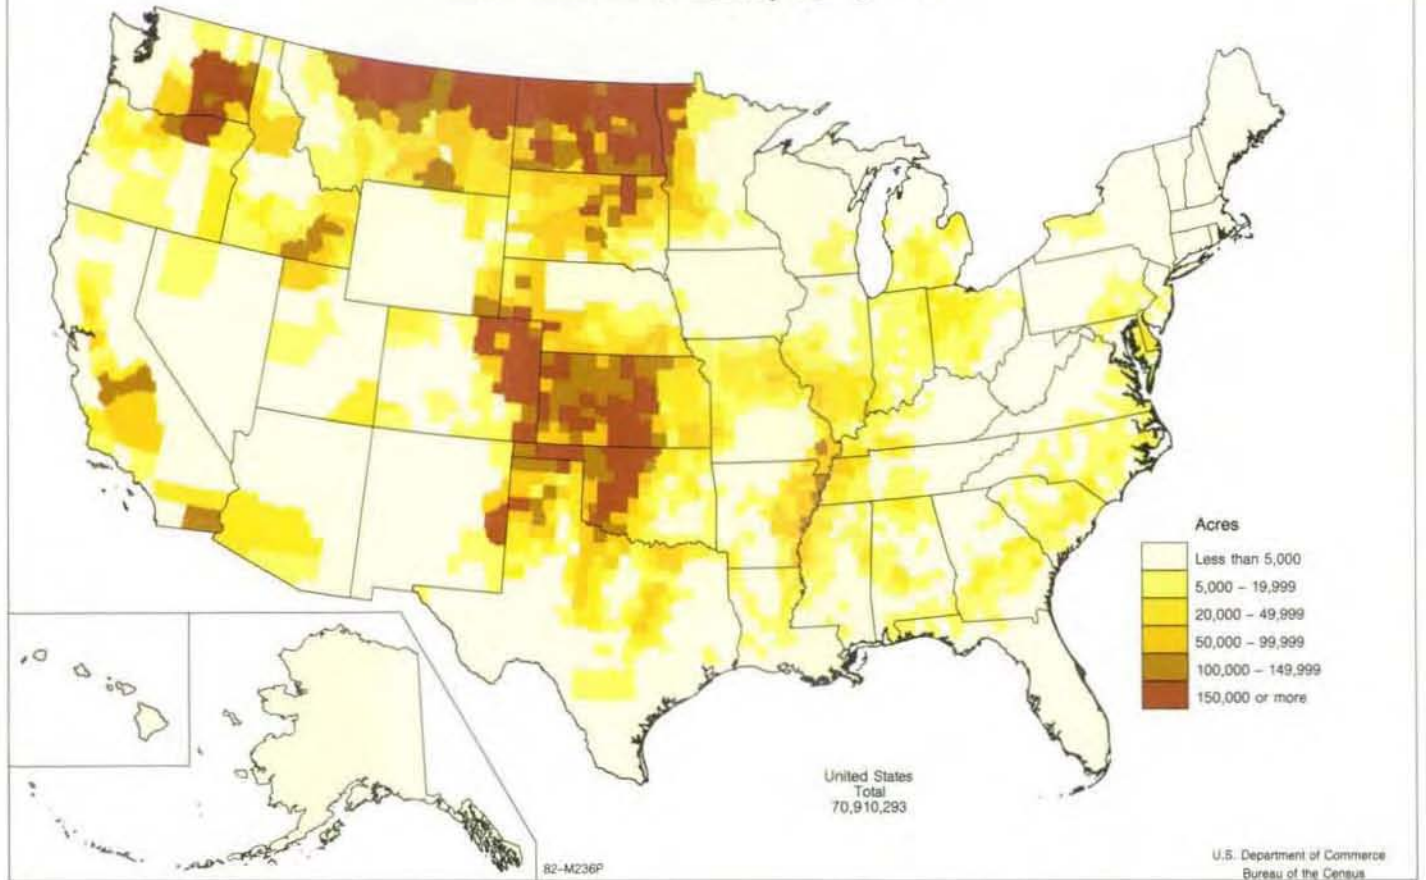 Acres
Less than 5,000
5,000 – 19,999
20,000 – 49,999
50,000 – 99,999
100,000 – 149,999
150,000 or more
United States
Total
70,910,293
82-M236P
U.S. Department of Commerce
Bureau of the Census